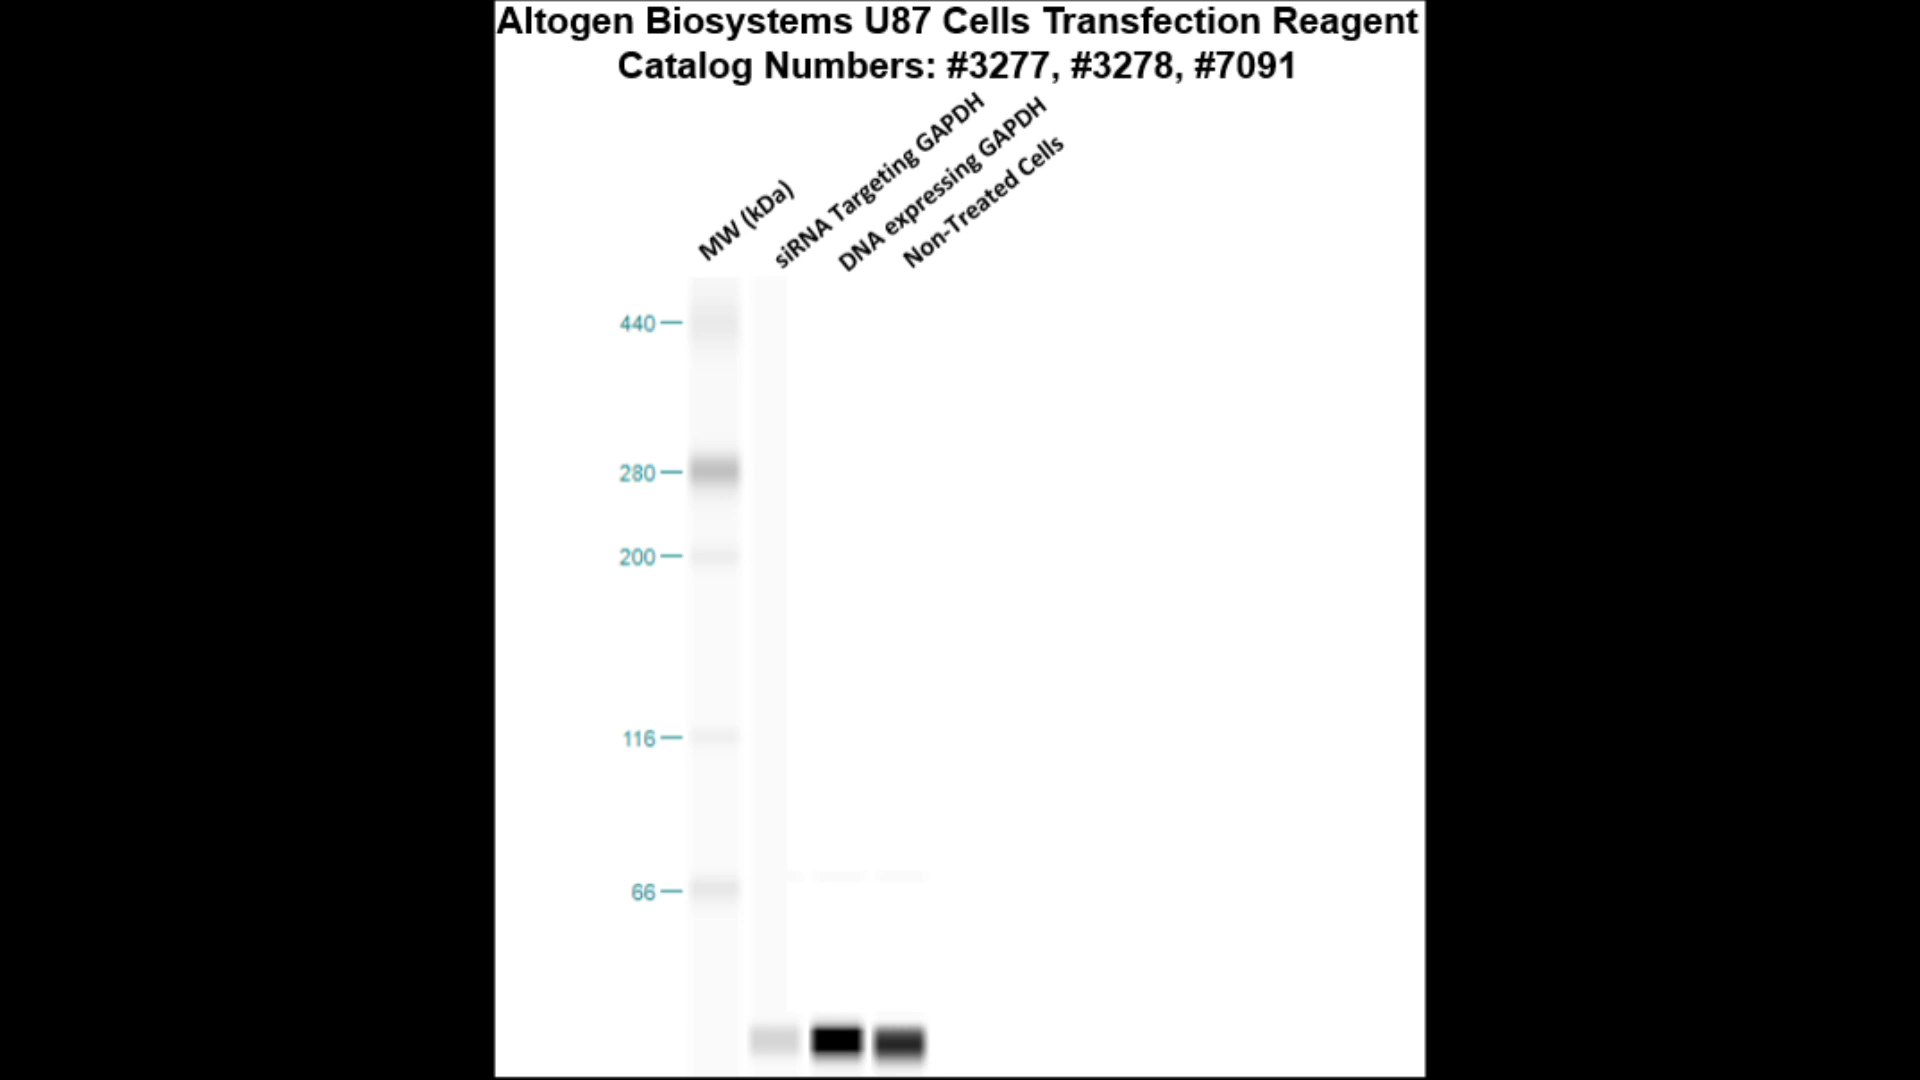 Altogen Biosystems U87 Cells Transfection Reagent
Catalog Numbers: #3277, #3278, #7091
MW (kDa)
siRNA Targeting GAPDH
DNA expressing GAPDH
Non-Treated Cells
440
280
200
116
66